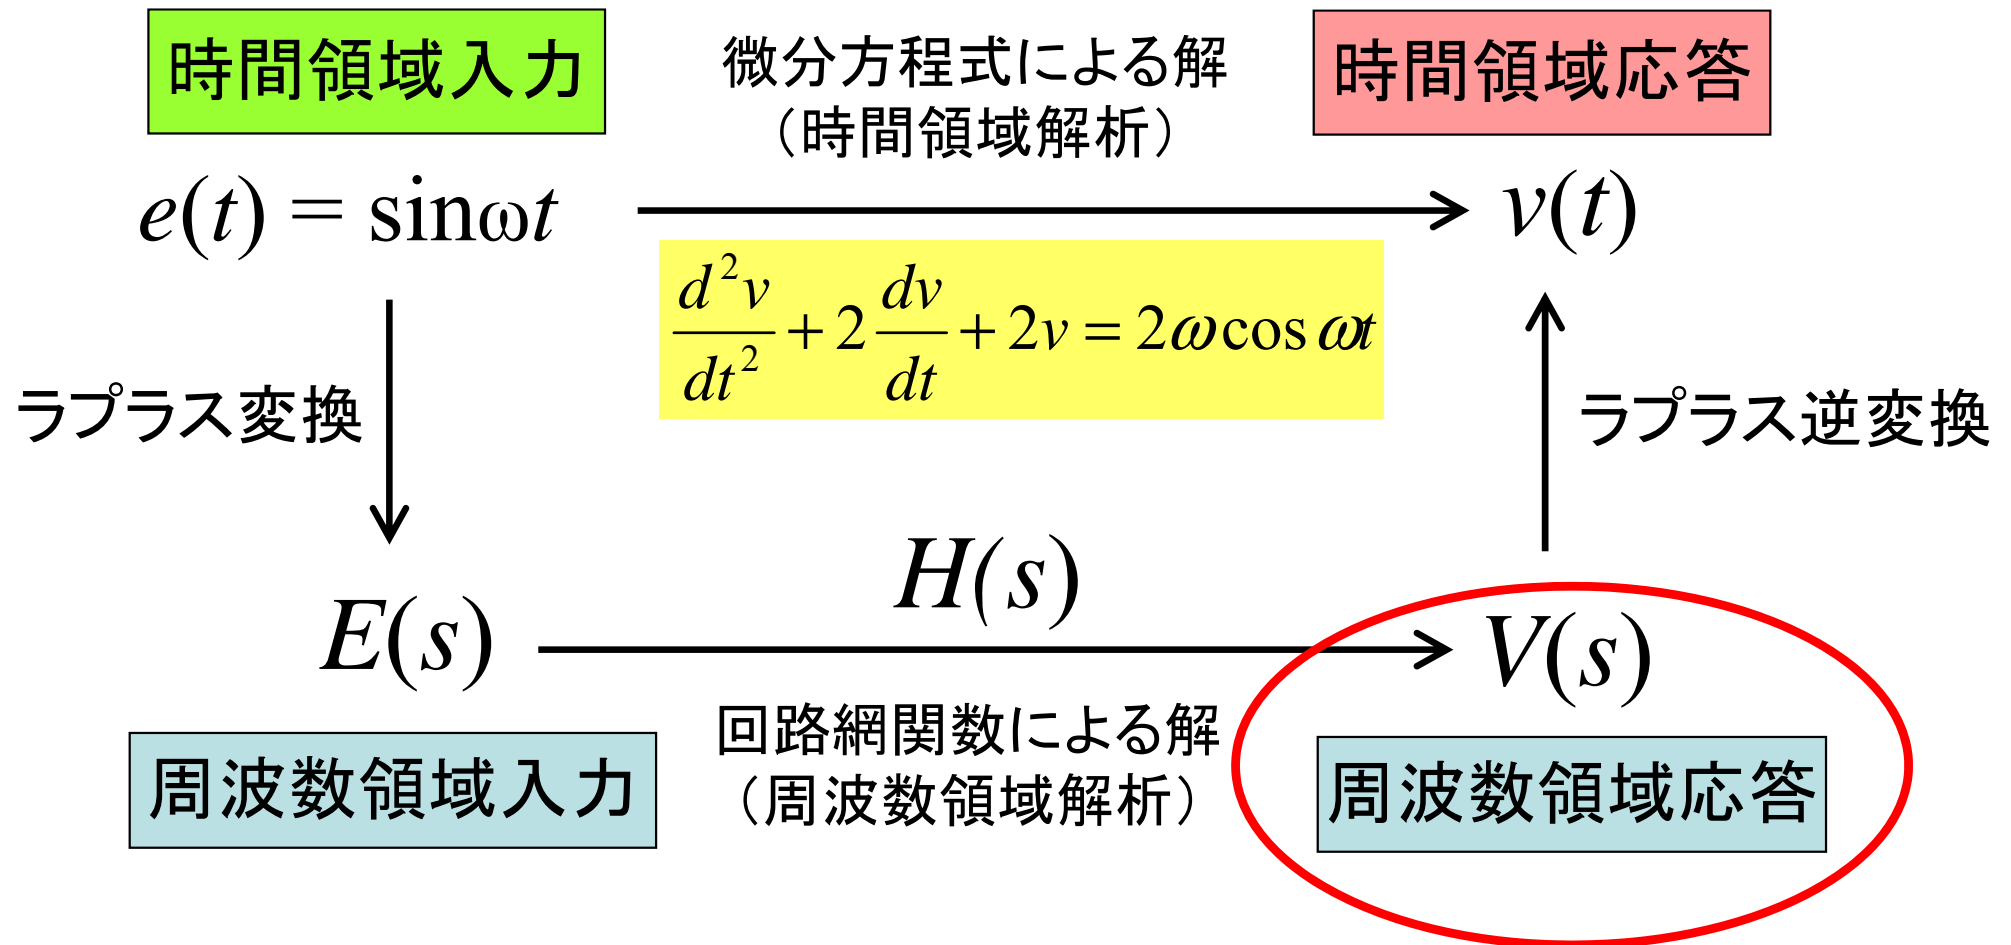 時間領域入力
微分方程式による解
（時間領域解析）
時間領域応答
e(t) = sinωt
v(t)
d²v/dt² + 2 dv/dt + 2v = 2ω cos ωt
ラプラス変換
ラプラス逆変換
H(s)
E(s)
V(s)
回路網関数による解
（周波数領域解析）
周波数領域入力
周波数領域応答